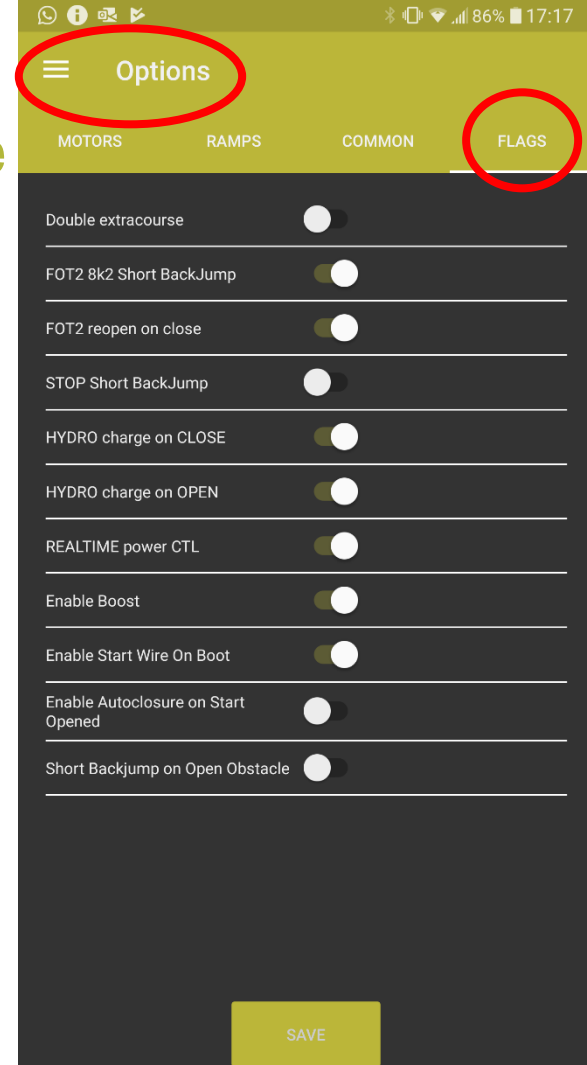 86% 17:17
Options
MOTORS RAMPS COMMON FLAGS
Double extracourse
FOT2 8k2 Short BackJump
FOT2 reopen on close
STOP Short BackJump
HYDRO charge on CLOSE
HYDRO charge on OPEN
REALTIME power CTL
Enable Boost
Enable Start Wire On Boot
Enable Autoclosure on Start
Opened
Short Backjump on Open Obstacle
SAVE